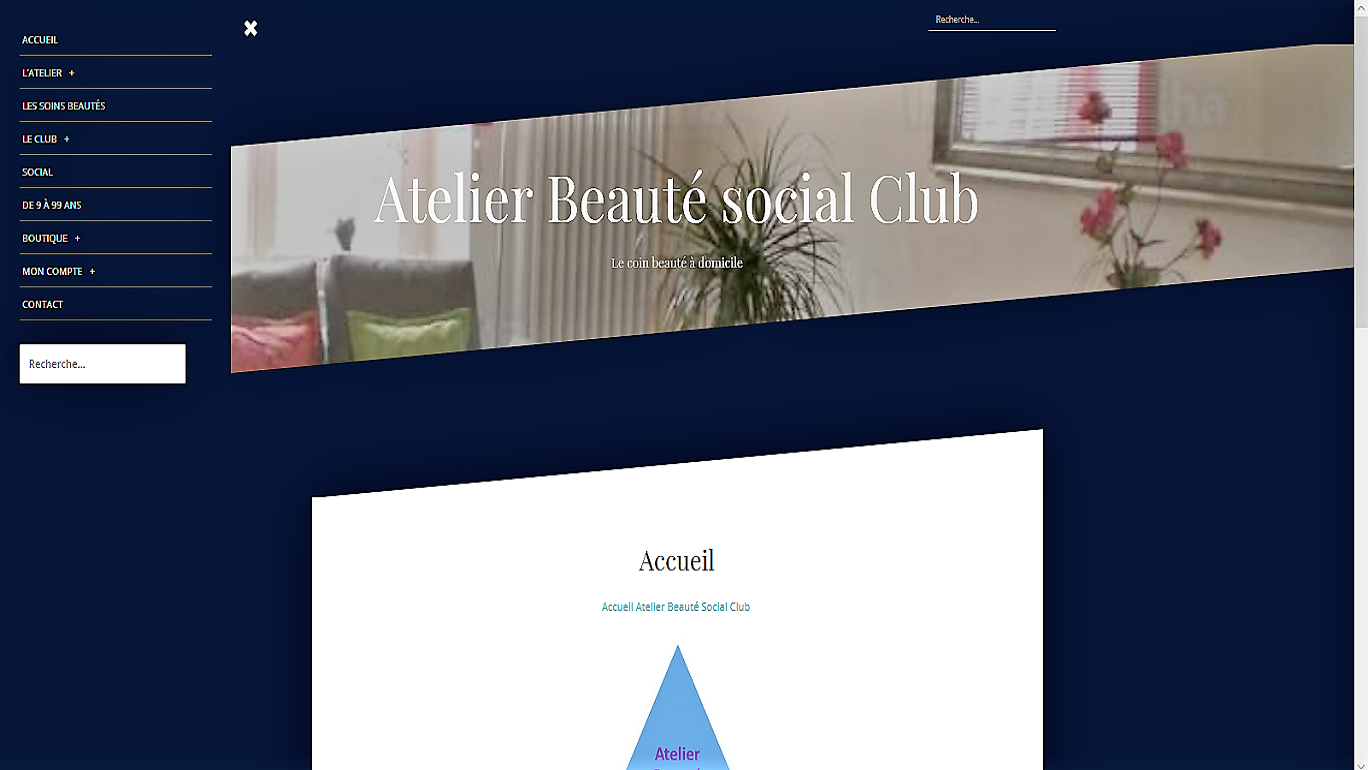 ACCUEIL
L'ATELIER +
LES SOINS BEAUTÉS
LE CLUB +
SOCIAL
DE 9 À 99 ANS
BOUTIQUE +
MON COMPTE +
CONTACT
Recherche...
Recherche...
Atelier Beauté social Club
Le coin beauté à domicile
Accueil
Accueil Atelier Beauté Social Club
Atelier